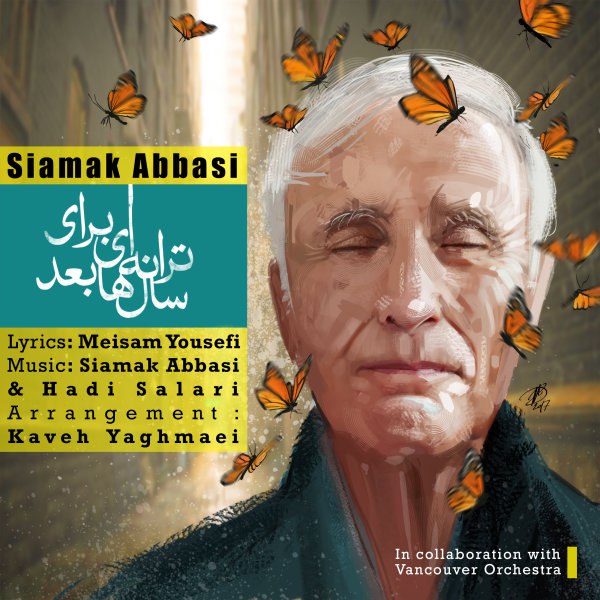 Siamak Abbasi
ترانه‌ای برای
سال‌ها بعد
Lyrics: Meisam Yousefi
Music: Siamak Abbasi
& Hadi Salari
Arrangement :
Kaveh Yaghmaei
In collaboration with
Vancouver Orchestra